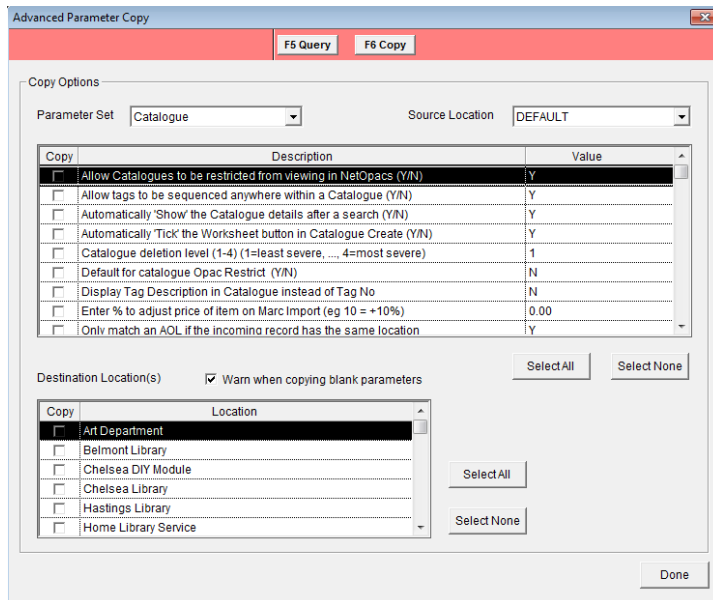 Advanced Parameter Copy
F5 Query F6 Copy
Copy Options
Parameter Set Catalogue Source Location DEFAULT
Copy Description Value
Allow Catalogues to be restricted from viewing in NetOpacs (Y/N) Y
Allow tags to be sequenced anywhere within a Catalogue (Y/N) Y
Automatically 'Show' the Catalogue details after a search (Y/N) Y
Automatically 'Tick' the Worksheet button in Catalogue Create (Y/N) Y
Catalogue deletion level (1-4) (1=least severe, ..., 4=most severe) 1
Default for catalogue Opac Restrict (Y/N) N
Display Tag Description in Catalogue instead of Tag No N
Enter % to adjust price of item on Marc Import (eg 10 = +10%) 0.00
Only match an AOL if the incoming record has the same location Y
Select All Select None
Destination Location(s) Warn when copying blank parameters
Copy Location
Art Department
Belmont Library
Chelsea DIY Module
Chelsea Library
Hastings Library
Home Library Service
Select All
Select None
Done